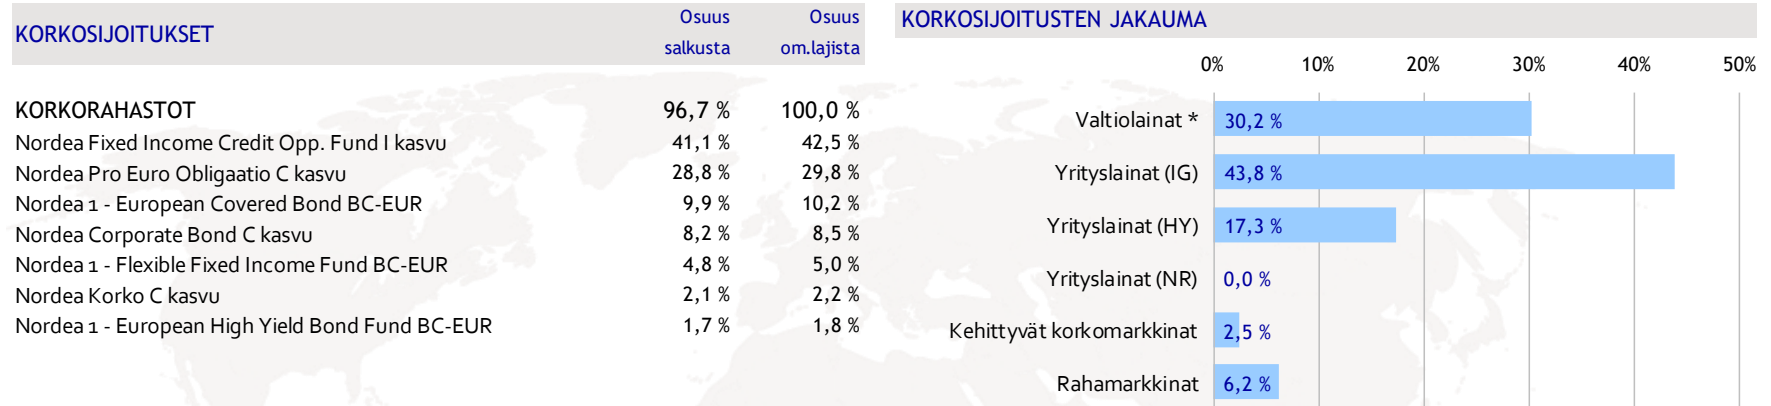 KORKOSIJOITUKSET
Osuus salkusta
Osuus om.lajista
KORKORAHASTOT 96,7 % 100,0 %
Nordea Fixed Income Credit Opp. Fund I kasvu 41,1 % 42,5 %
Nordea Pro Euro Obligaatio C kasvu 28,8 % 29,8 %
Nordea 1 - European Covered Bond BC-EUR 9,9 % 10,2 %
Nordea Corporate Bond C kasvu 8,2 % 8,5 %
Nordea 1 - Flexible Fixed Income Fund BC-EUR 4,8 % 5,0 %
Nordea Korko C kasvu 2,1 % 2,2 %
Nordea 1 - European High Yield Bond Fund BC-EUR 1,7 % 1,8 %
KORKOSIJOITUSTEN JAKAUMA
0% 10% 20% 30% 40% 50%
Valtiolainat * 30,2 %
Yrityslainat (IG) 43,8 %
Yrityslainat (HY) 17,3 %
Yrityslainat (NR) 0,0 %
Kehittyvät korkomarkkinat 2,5 %
Rahamarkkinat 6,2 %